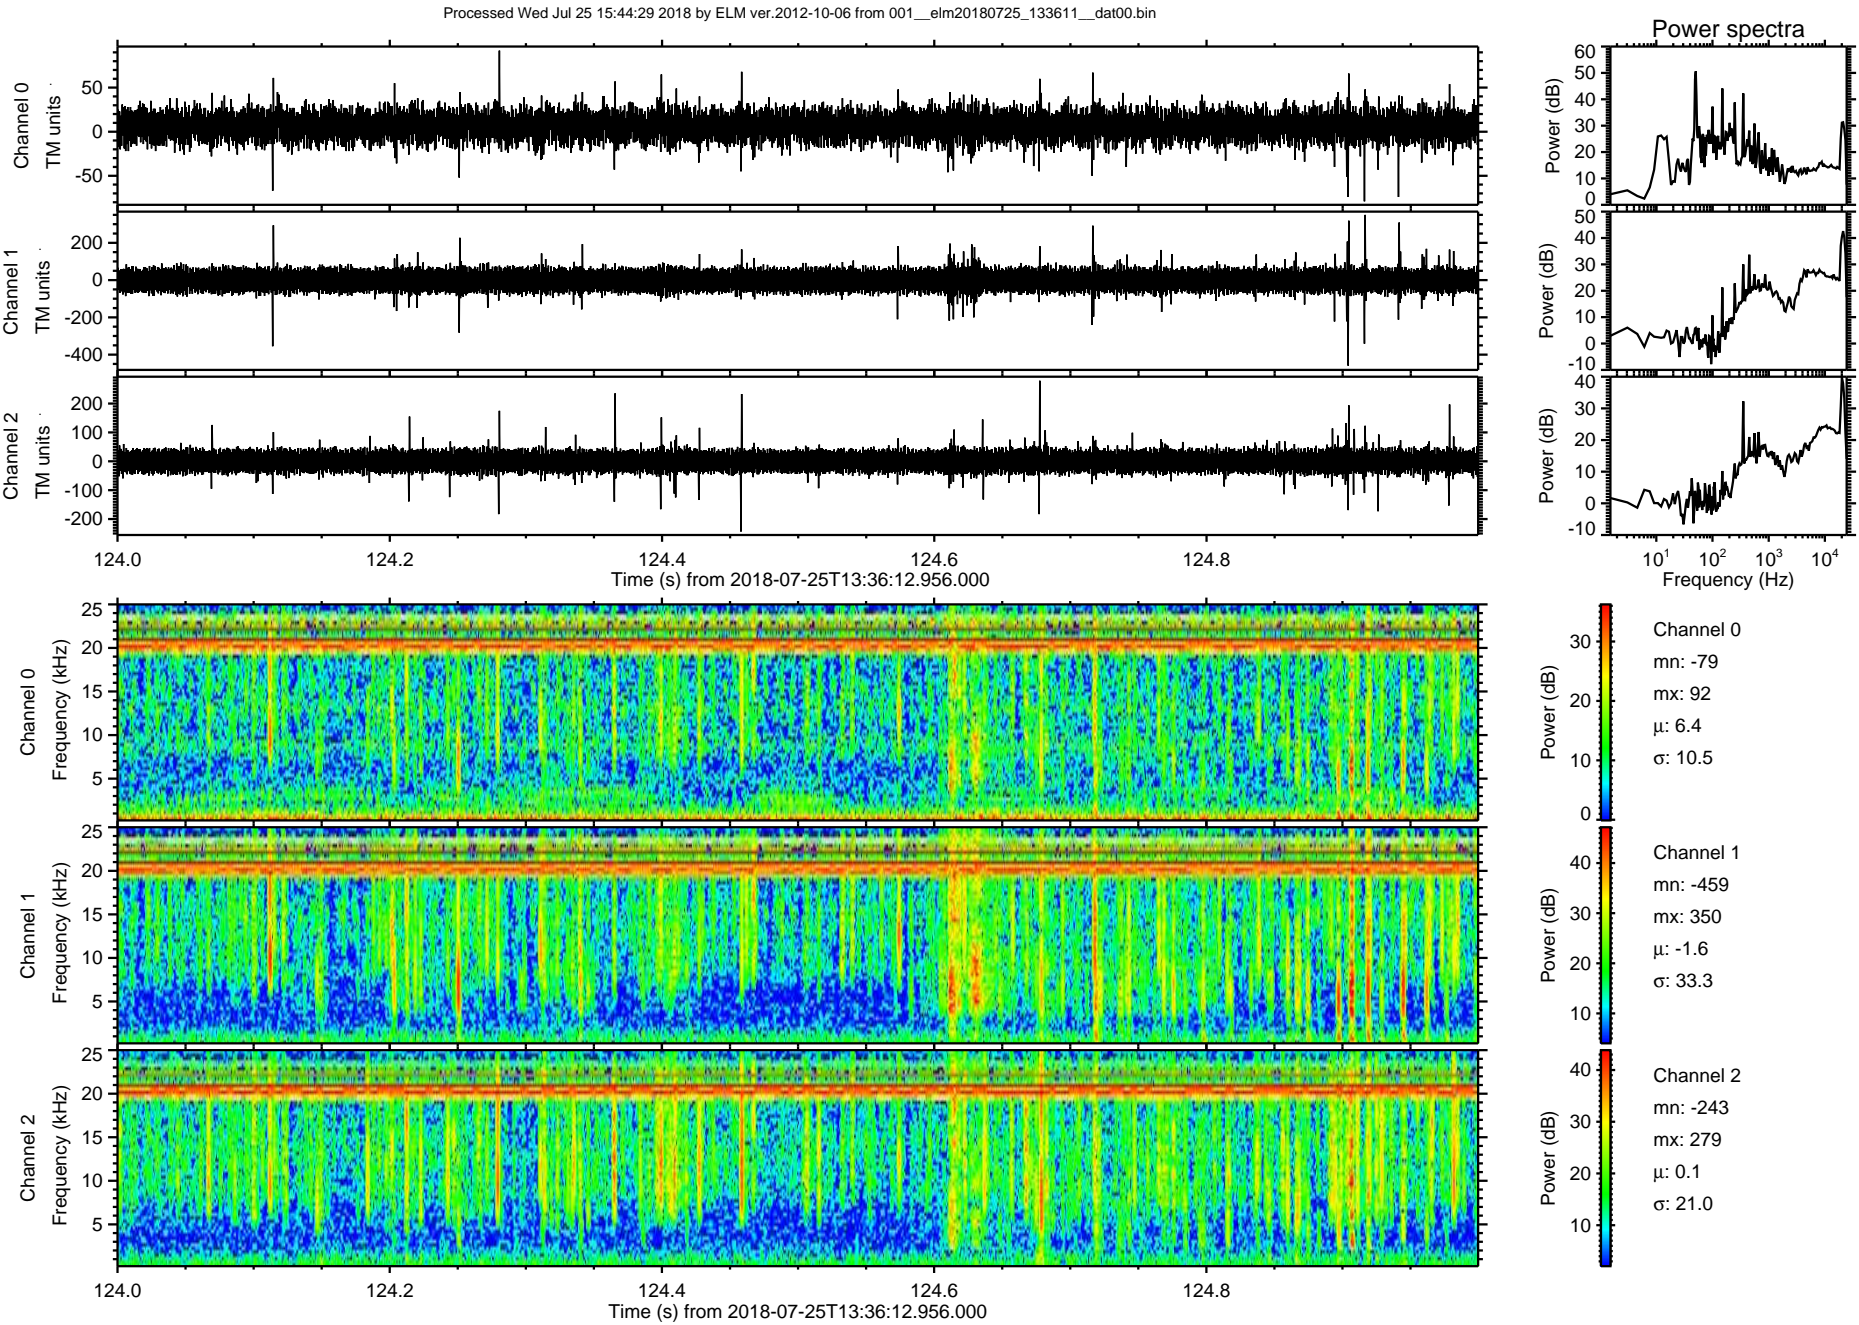 Processed Wed Jul 25 15:44:29 2018 by ELM ver.2012-10-06 from 001__elm20180725_133611__dat00.bin
Power spectra
Channel 0
TM units
50
0
-50
Power (dB)
60
50
40
30
20
10
0
Channel 1
TM units
200
0
-200
-400
Power (dB)
50
40
30
20
10
0
-10
Channel 2
TM units
200
100
0
-100
-200
Power (dB)
40
30
20
10
0
-10
124.0 124.2 124.4 124.6 124.8
Time (s) from 2018-07-25T13:36:12.956.000
10¹ 10² 10³ 10⁴
Frequency (Hz)
Channel 0
Frequency (kHz)
25
20
15
10
5
Power (dB)
30
20
10
0
Channel 0
mn: -79
mx: 92
μ: 6.4
σ: 10.5
Channel 1
Frequency (kHz)
25
20
15
10
5
Power (dB)
40
30
20
10
Channel 1
mn: -459
mx: 350
μ: -1.6
σ: 33.3
Channel 2
Frequency (kHz)
25
20
15
10
5
Power (dB)
40
30
20
10
Channel 2
mn: -243
mx: 279
μ: 0.1
σ: 21.0
124.0 124.2 124.4 124.6 124.8
Time (s) from 2018-07-25T13:36:12.956.000